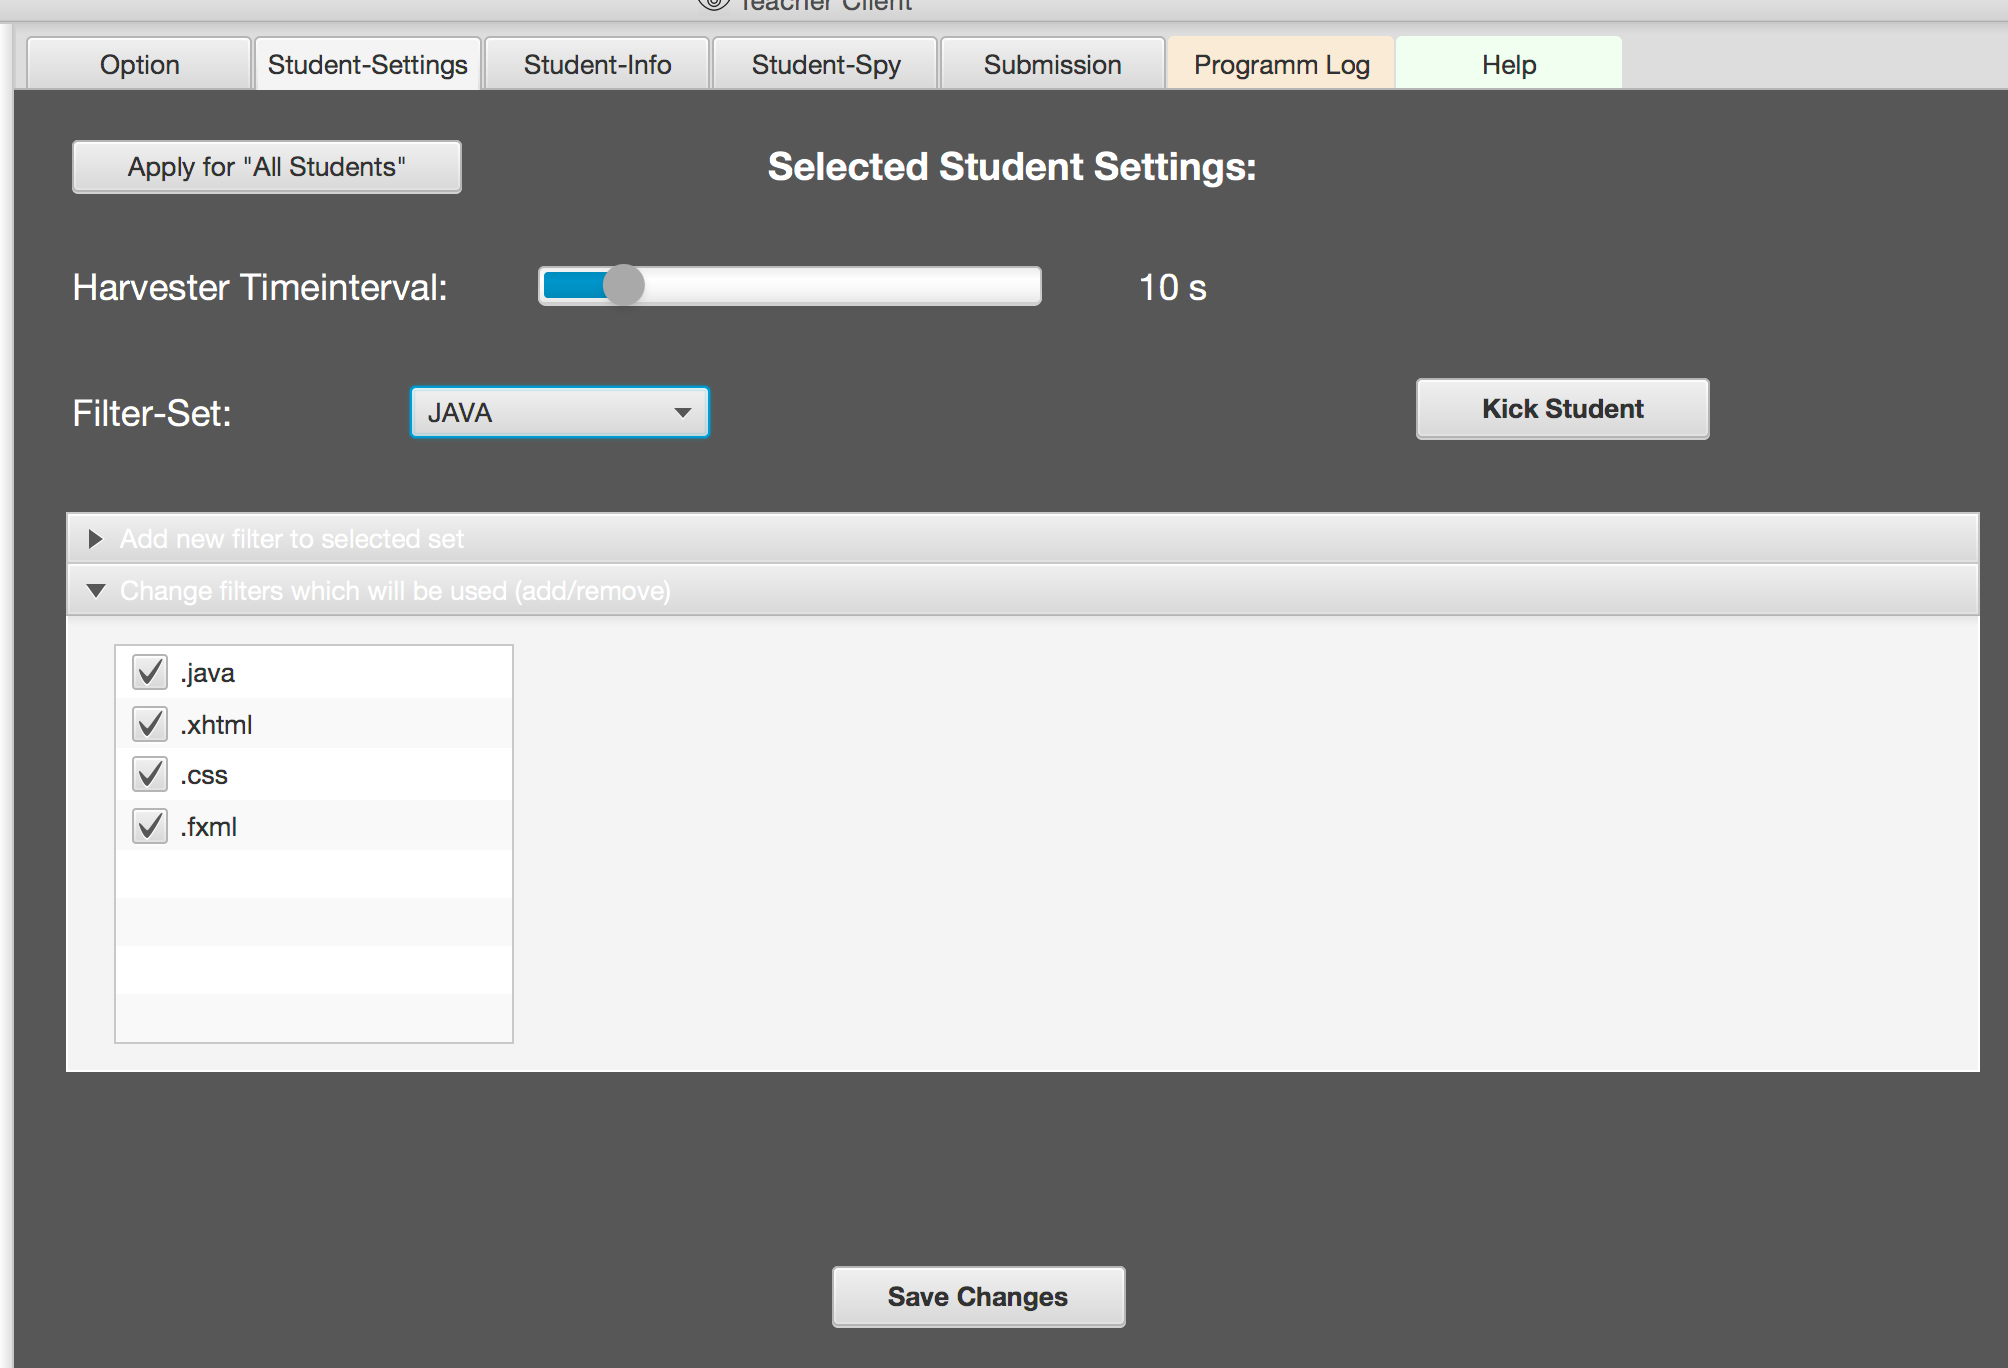 Teacher Client
Option Student-Settings Student-Info Student-Spy Submission Programm Log Help
Apply for "All Students" Selected Student Settings:
Harvester Timeinterval: 10 s
Filter-Set: JAVA Kick Student
Add new filter to selected set
Change filters which will be used (add/remove)
.java
.xhtml
.css
.fxml
Save Changes